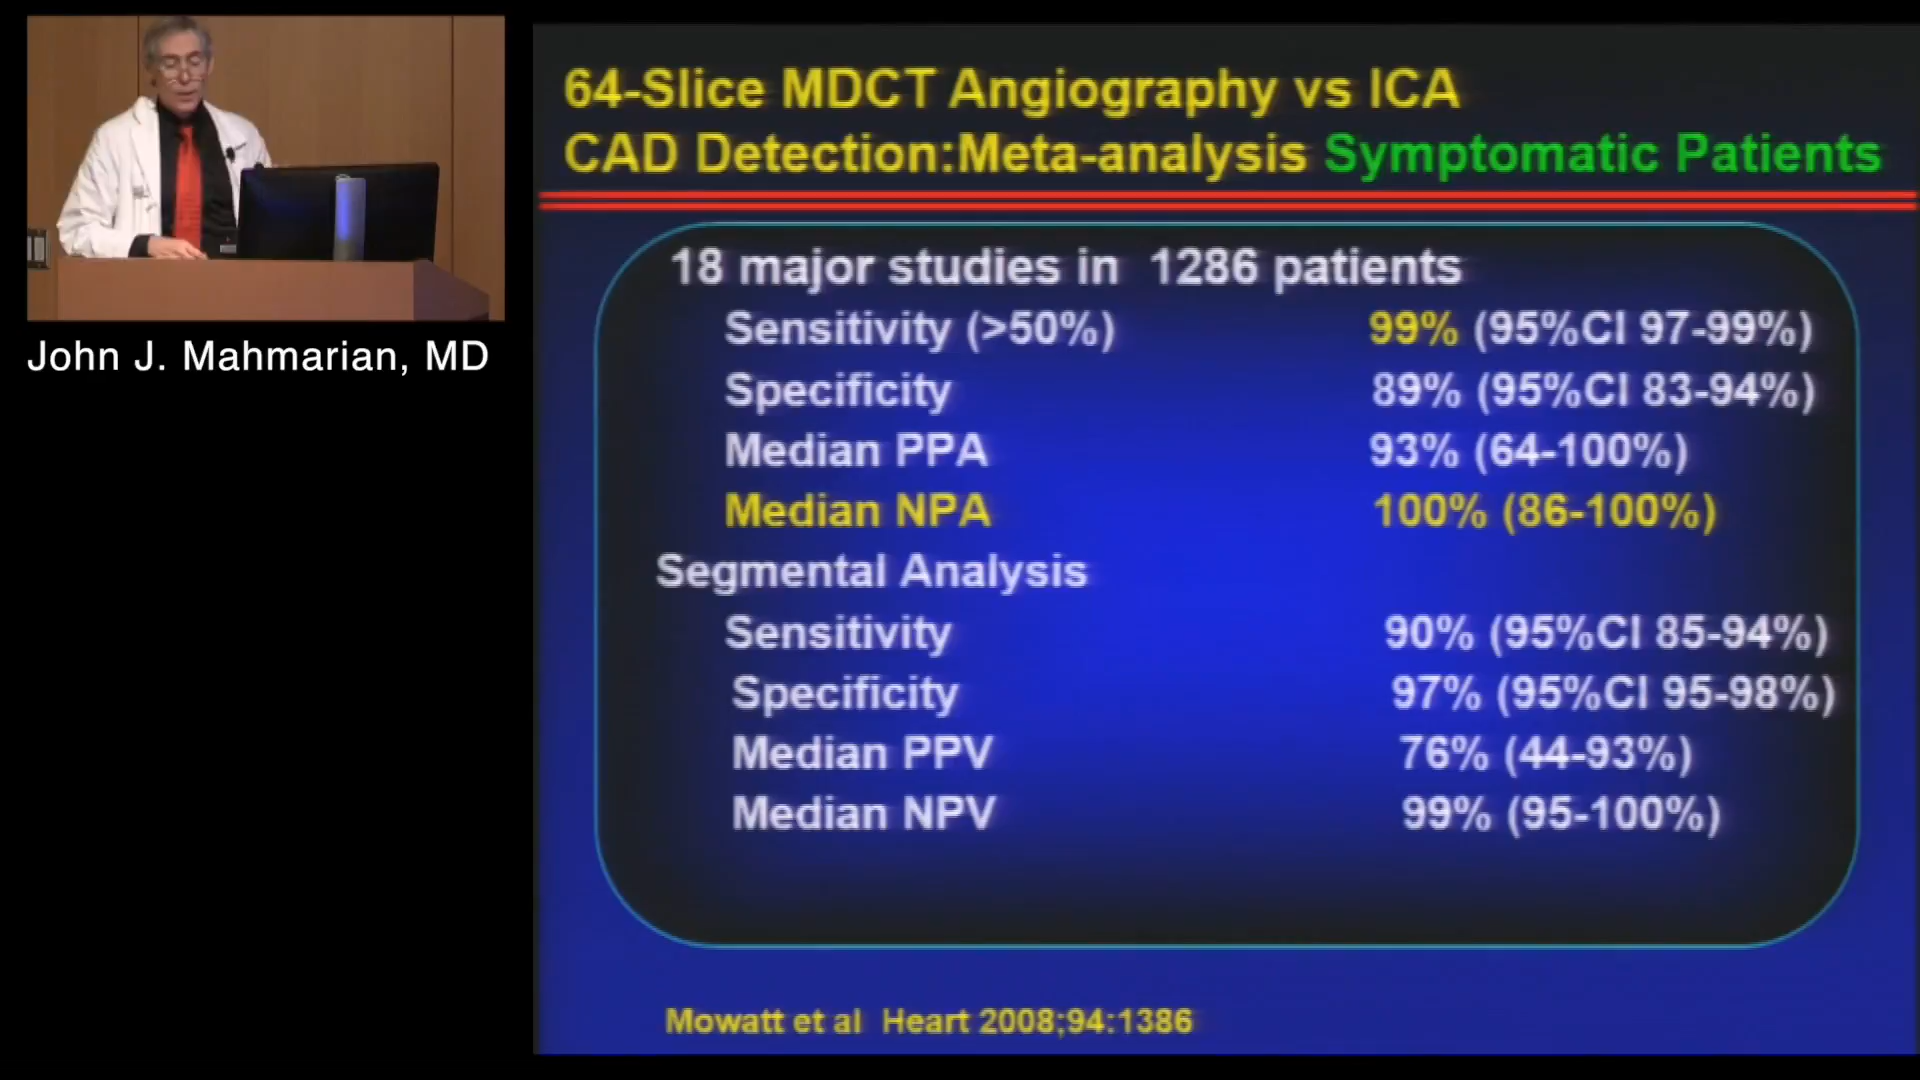 64-Slice MDCT Angiography vs ICA
CAD Detection:Meta-analysis Symptomatic Patients
18 major studies in 1286 patients
Sensitivity (>50%) 99% (95%CI 97-99%)
Specificity 89% (95%CI 83-94%)
Median PPA 93% (64-100%)
Median NPA 100% (86-100%)
Segmental Analysis
Sensitivity 90% (95%CI 85-94%)
Specificity 97% (95%CI 95-98%)
Median PPV 76% (44-93%)
Median NPV 99% (95-100%)
Mowatt et al Heart 2008;94:1386
John J. Mahmarian, MD